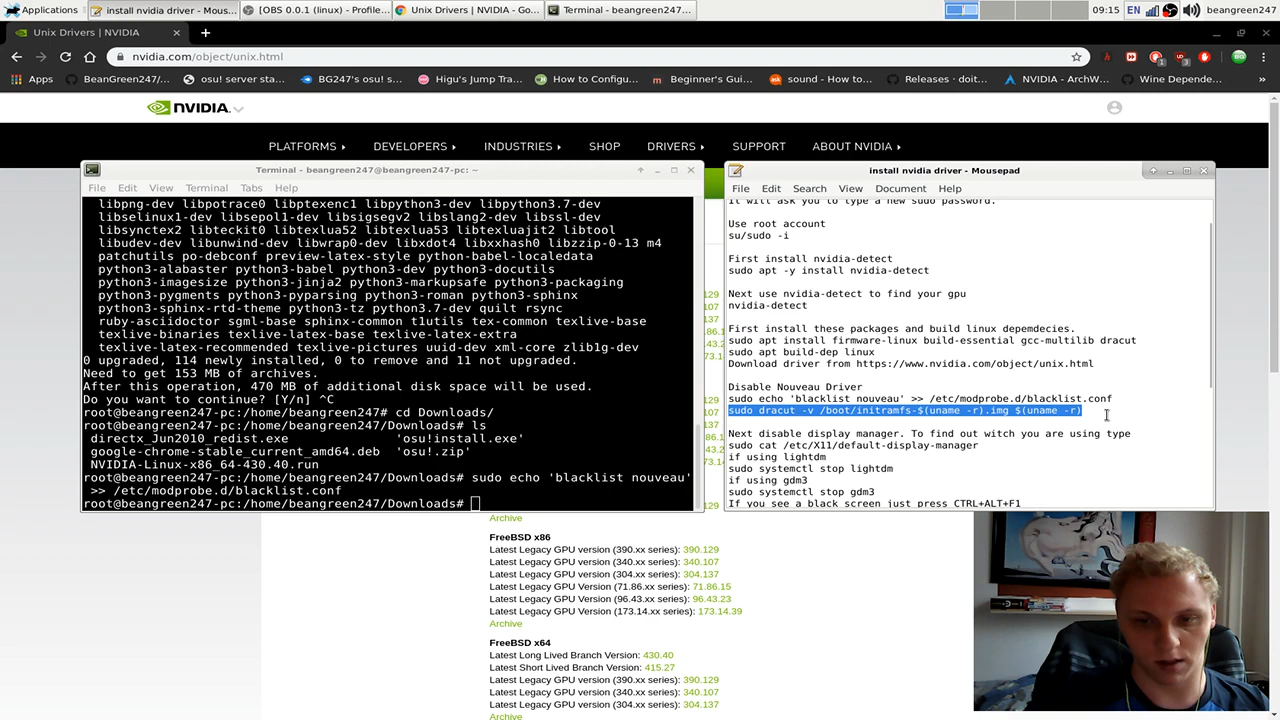 Applications
install nvidia driver - Mous...
[OBS 0.0.1 (linux) - Profile...
Unix Drivers | NVIDIA - Go...
Terminal - beangreen247...
09:15
EN
beangreen247
Unix Drivers | NVIDIA
nvidia.com/object/unix.html
Apps
BeanGreen247/...
osu! server sta...
BG247's osu! s...
Higu's Jump Tra...
How to Configu...
Beginner's Gui...
sound - How to...
Releases · doit...
NVIDIA - ArchW...
Wine Depende...
NVIDIA.
PLATFORMS
DEVELOPERS
INDUSTRIES
SHOP
DRIVERS
SUPPORT
ABOUT NVIDIA
Terminal - beangreen247@beangreen247-pc: ~
File Edit View Terminal Tabs Help
libpng-dev libpotrace0 libptexenc1 libpython3-dev libpython3.7-dev
libselinux1-dev libsepol1-dev libsigsegv2 libslang2-dev libssl-dev
libsynctex2 libteckit0 libtexlua52 libtexlua53 libtexluajit2 libtool
libudev-dev libunwind-dev libwrap0-dev libxdot4 libxxhash0 libzzip-0-13 m4
patchutils po-debconf preview-latex-style python-babel-localedata
python3-alabaster python3-babel python3-dev python3-docutils
python3-imagesize python3-jinja2 python3-markupsafe python3-packaging
python3-pygments python3-pyparsing python3-roman python3-sphinx
python3-sphinx-rtd-theme python3-tz python3.7-dev quilt rsync
ruby-asciidoctor sgml-base sphinx-common t1utils tex-common texlive-base
texlive-binaries texlive-latex-base texlive-latex-extra
texlive-latex-recommended texlive-pictures uuid-dev xml-core zlib1g-dev
0 upgraded, 114 newly installed, 0 to remove and 11 not upgraded.
Need to get 153 MB of archives.
After this operation, 470 MB of additional disk space will be used.
Do you want to continue? [Y/n] ^C
root@beangreen247-pc:/home/beangreen247# cd Downloads/
root@beangreen247-pc:/home/beangreen247/Downloads# ls
directx_Jun2010_redist.exe 'osu!install.exe'
google-chrome-stable_current_amd64.deb 'osu!.zip'
NVIDIA-Linux-x86_64-430.40.run
root@beangreen247-pc:/home/beangreen247/Downloads# sudo echo 'blacklist nouveau'
>> /etc/modprobe.d/blacklist.conf
root@beangreen247-pc:/home/beangreen247/Downloads#
install nvidia driver - Mousepad
File Edit Search View Document Help
It will ask you to type a new sudo password.
Use root account
su/sudo -i
First install nvidia-detect
sudo apt -y install nvidia-detect
Next use nvidia-detect to find your gpu
nvidia-detect
First install these packages and build linux depemdecies.
sudo apt install firmware-linux build-essential gcc-multilib dracut
sudo apt build-dep linux
Download driver from https://www.nvidia.com/object/unix.html
Disable Nouveau Driver
sudo echo 'blacklist nouveau' >> /etc/modprobe.d/blacklist.conf
sudo dracut -v /boot/initramfs-$(uname -r).img $(uname -r)
Next disable display manager. To find out witch you are using type
sudo cat /etc/X11/default-display-manager
if using lightdm
sudo systemctl stop lightdm
if using gdm3
sudo systemctl stop gdm3
If you see a black screen just press CTRL+ALT+F1
Archive
FreeBSD x86
Latest Legacy GPU version (390.xx series): 390.129
Latest Legacy GPU version (340.xx series): 340.107
Latest Legacy GPU version (304.xx series): 304.137
Latest Legacy GPU Version (71.86.xx series): 71.86.15
Latest Legacy GPU Version (96.43.xx series): 96.43.23
Latest Legacy GPU Version (173.14.xx series): 173.14.39
Archive
FreeBSD x64
Latest Long Lived Branch Version: 430.40
Latest Short Lived Branch Version: 415.27
Latest Legacy GPU version (390.xx series): 390.129
Latest Legacy GPU version (340.xx series): 340.107
Latest Legacy GPU version (304.xx series): 304.137
Archive